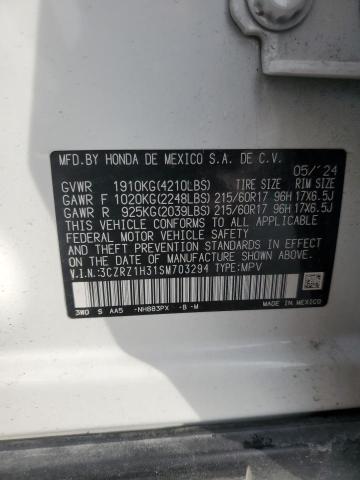 MFD.BY HONDA DE MEXICO S.A. DE C.V.
05/'24
GVWR 1910KG(4210LBS) TIRE SIZE RIM SIZE
GAWR F 1020KG(2248LBS) 215/60R17 96H 17X6.5J
GAWR R 925KG(2039LBS) 215/60R17 96H 17X6.5J
THIS VEHICLE CONFORMS TO ALL APPLICABLE
FEDERAL MOTOR VEHICLE SAFETY, BUMPER, AND
THEFT PREVENTION STANDARDS IN EFFECT ON THE
DATE OF MANUFACTURE SHOWN ABOVE.
V.I.N:3CZRZ1H31SM703294 TYPE:MPV
3W0 S AA5 -NH883PX -B -M
MADE IN MEXICO